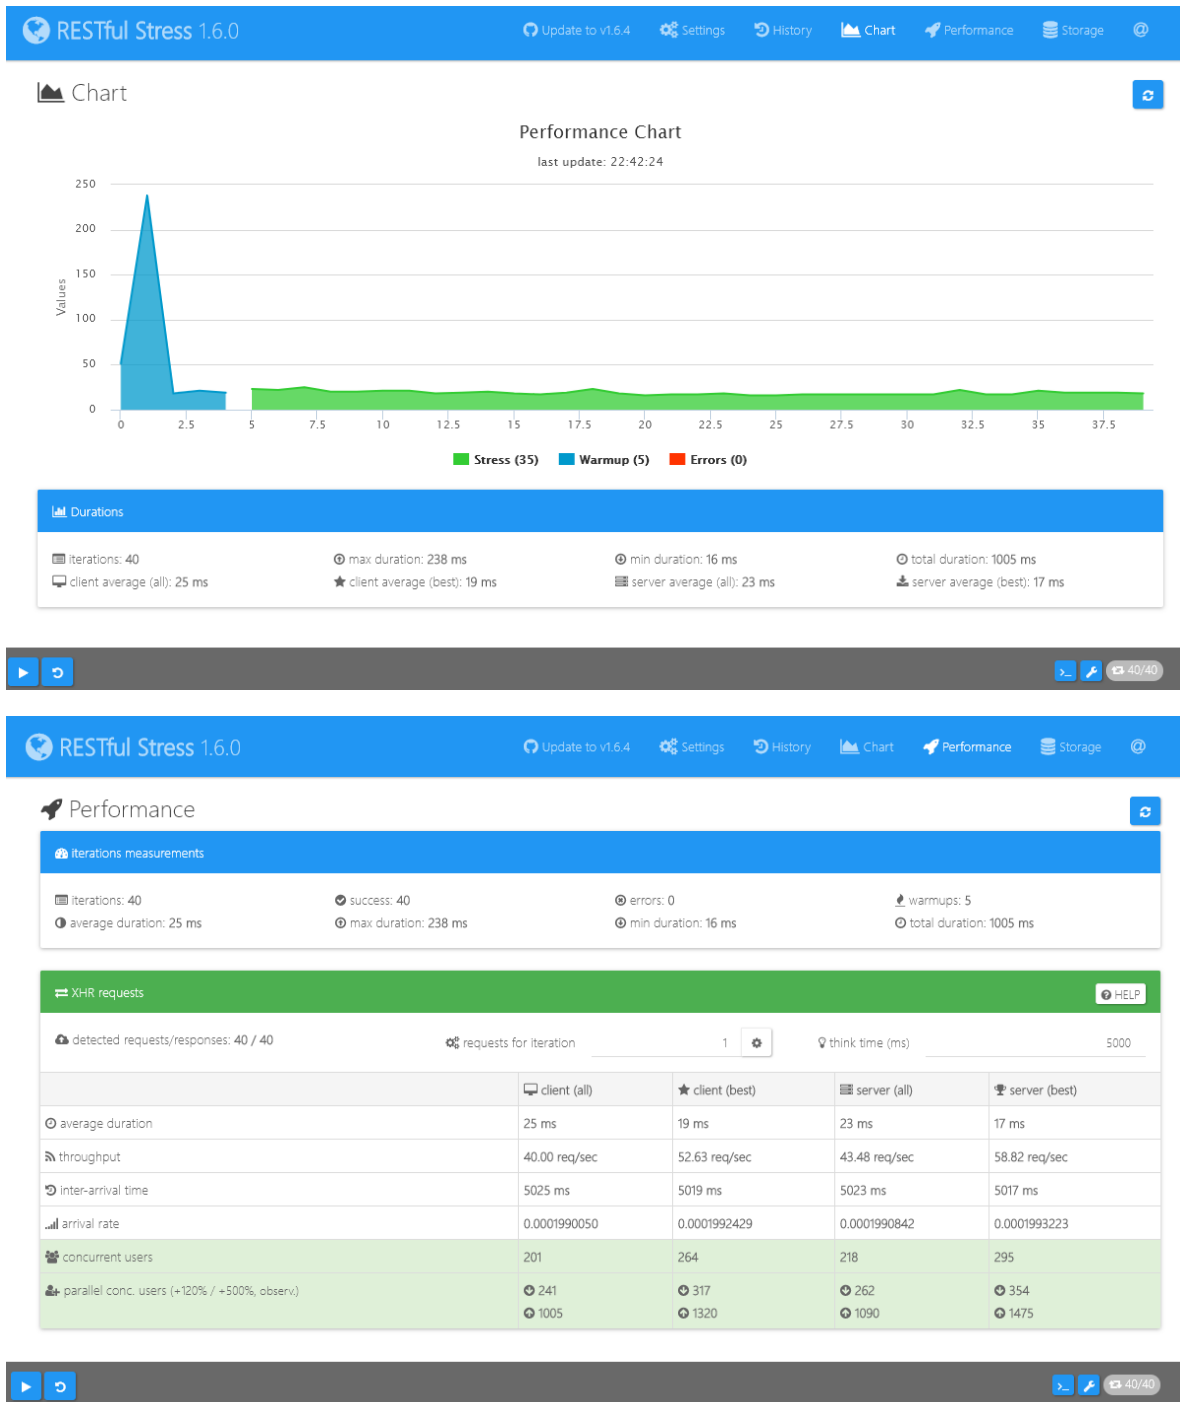 RESTful Stress 1.6.0 Update to v1.6.4 Settings History Chart Performance Storage @
Chart
Performance Chart
last update: 22:42:24
250
200
150
100
50
0
Values
0 2.5 5 7.5 10 12.5 15 17.5 20 22.5 25 27.5 30 32.5 35 37.5
Stress (35) Warmup (5) Errors (0)
Durations
iterations: 40 max duration: 238 ms min duration: 16 ms total duration: 1005 ms
client average (all): 25 ms client average (best): 19 ms server average (all): 23 ms server average (best): 17 ms
40/40
RESTful Stress 1.6.0 Update to v1.6.4 Settings History Chart Performance Storage @
Performance
iterations measurements
iterations: 40 success: 40 errors: 0 warmups: 5
average duration: 25 ms max duration: 238 ms min duration: 16 ms total duration: 1005 ms
XHR requests HELP
detected requests/responses: 40 / 40 requests for iteration 1 think time (ms) 5000
client (all) client (best) server (all) server (best)
average duration 25 ms 19 ms 23 ms 17 ms
throughput 40.00 req/sec 52.63 req/sec 43.48 req/sec 58.82 req/sec
inter-arrival time 5025 ms 5019 ms 5023 ms 5017 ms
arrival rate 0.0001990050 0.0001992429 0.0001990842 0.0001993223
concurrent users 201 264 218 295
parallel conc. users (+120% / +500%, observ.) 241 317 262 354
1005 1320 1090 1475
40/40